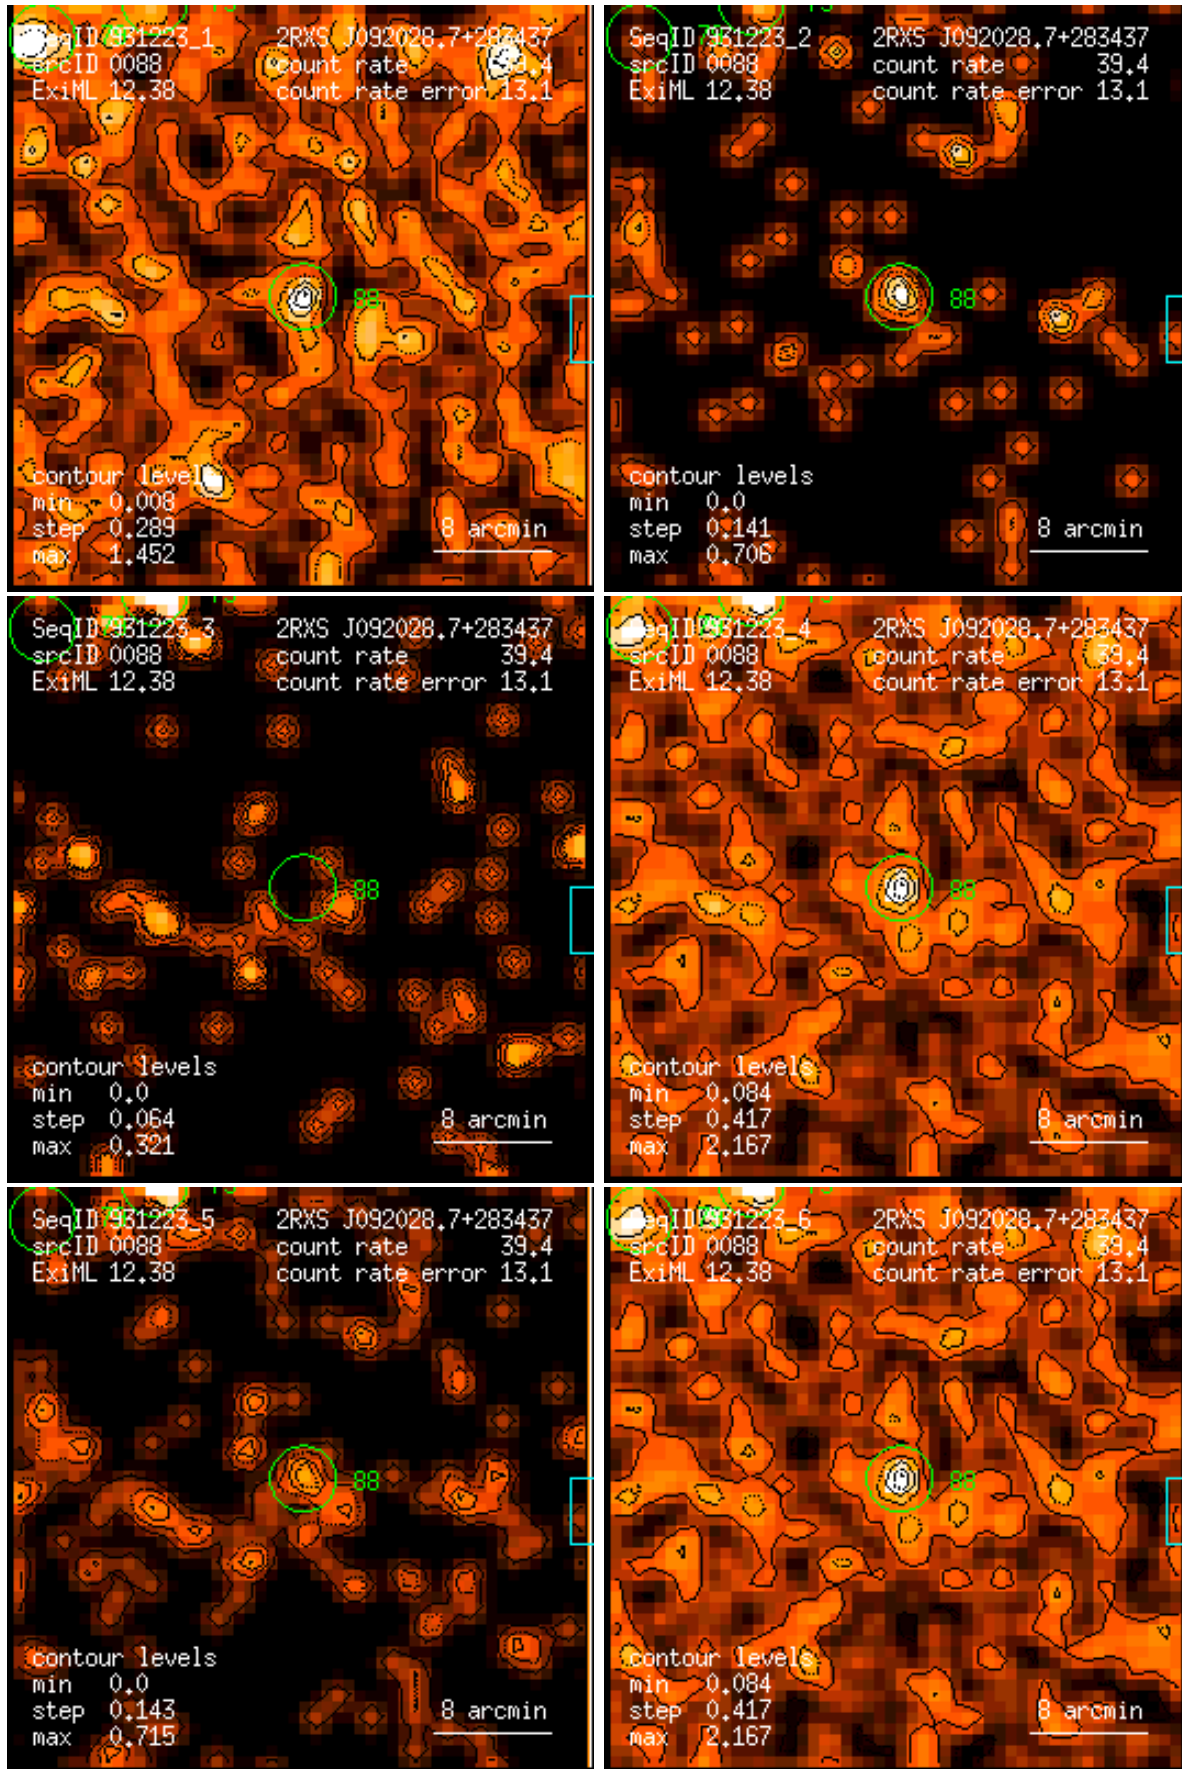 SeqID 931223_1 2RXS J092028.7+283437
srcID 0088 count rate 39.4
ExiML 12.38 count rate error 13.1
88
contour levels
min 0.008
step 0.289 8 arcmin
max 1.452
SeqID 931223_2 2RXS J092028.7+283437
srcID 0088 count rate 39.4
ExiML 12.38 count rate error 13.1
88
contour levels
min 0.0
step 0.141 8 arcmin
max 0.706
SeqID 931223_3 2RXS J092028.7+283437
srcID 0088 count rate 39.4
ExiML 12.38 count rate error 13.1
88
contour levels
min 0.0
step 0.064 8 arcmin
max 0.321
SeqID 931223_4 2RXS J092028.7+283437
srcID 0088 count rate 39.4
ExiML 12.38 count rate error 13.1
88
contour levels
min 0.084
step 0.417 8 arcmin
max 2.167
SeqID 931223_5 2RXS J092028.7+283437
srcID 0088 count rate 39.4
ExiML 12.38 count rate error 13.1
88
contour levels
min 0.0
step 0.143 8 arcmin
max 0.715
SeqID 931223_6 2RXS J092028.7+283437
srcID 0088 count rate 39.4
ExiML 12.38 count rate error 13.1
88
contour levels
min 0.084
step 0.417 8 arcmin
max 2.167